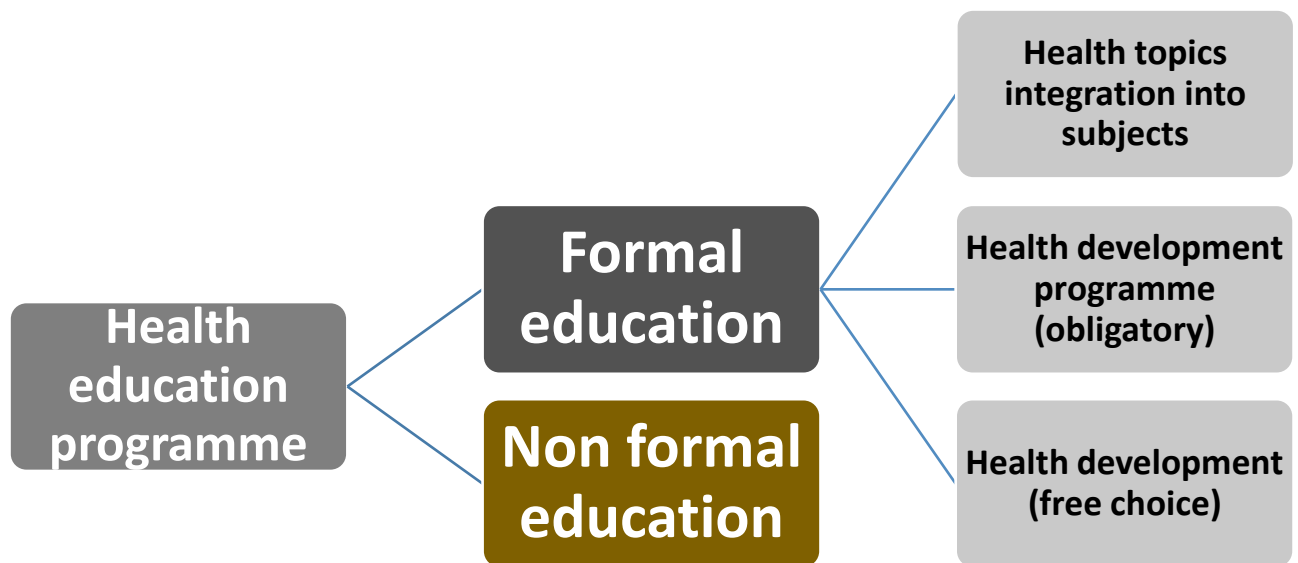 Health
education
programme
Formal
education
Non formal
education
Health topics
integration into
subjects
Health development
programme
(obligatory)
Health development
(free choice)